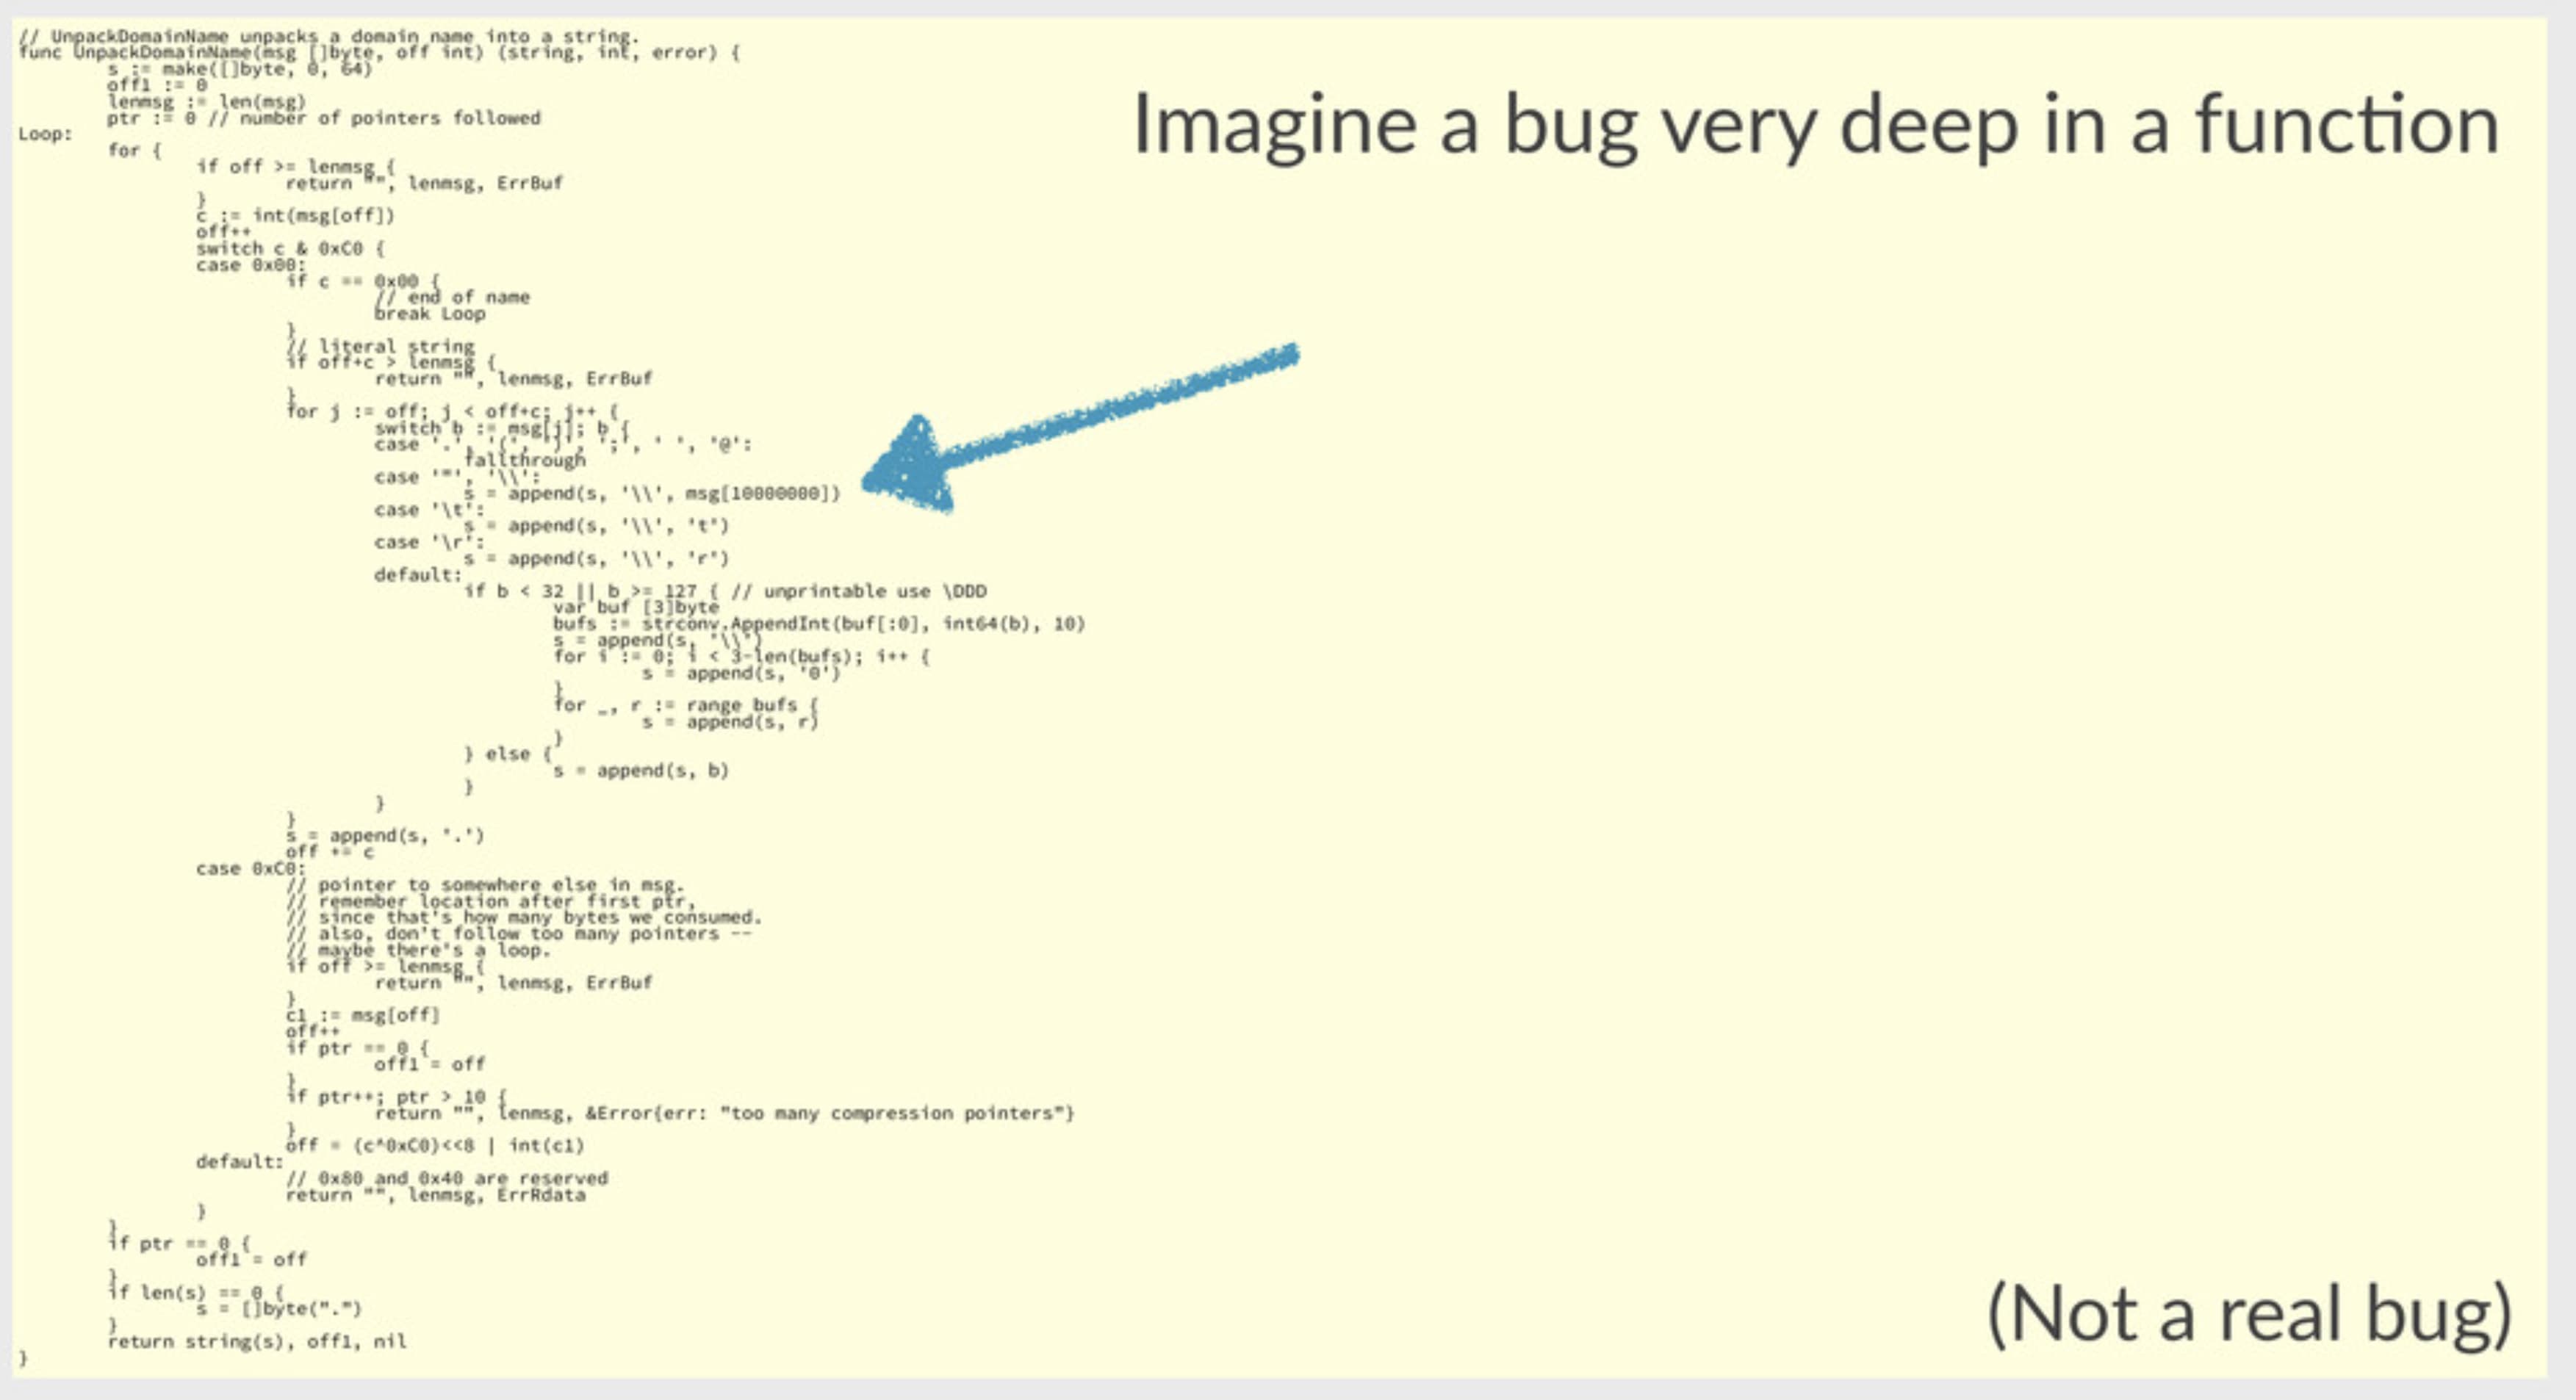 // UnpackDomainName unpacks a domain name into a string.
func UnpackDomainName(msg []byte, off int) (string, int, error) {
s := make([]byte, 0, 64)
off1 := 0
lenmsg := len(msg)
ptr := 0 // number of pointers followed
Loop:
for {
if off >= lenmsg {
return "", lenmsg, ErrBuf
}
c := int(msg[off])
off++
switch c & 0xC0 {
case 0x00:
if c == 0x00 {
// end of name
break Loop
}
// literal string
if off+c > lenmsg {
return "", lenmsg, ErrBuf
}
for j := off; j < off+c; j++ {
switch b := msg[j]; b {
case '.', '(', ')', ';', ' ', '@':
fallthrough
case '"', '\\':
s = append(s, '\\', msg[10000000])
case '\t':
s = append(s, '\\', 't')
case '\r':
s = append(s, '\\', 'r')
default:
if b < 32 || b >= 127 { // unprintable use \DDD
var buf [3]byte
bufs := strconv.AppendInt(buf[:0], int64(b), 10)
s = append(s, '\\')
for i := 0; i < 3-len(bufs); i++ {
s = append(s, '0')
}
for _, r := range bufs {
s = append(s, r)
}
} else {
s = append(s, b)
}
}
}
s = append(s, '.')
off += c
case 0xC0:
// pointer to somewhere else in msg.
// remember location after first ptr,
// since that's how many bytes we consumed.
// also, don't follow too many pointers --
// maybe there's a loop.
if off >= lenmsg {
return "", lenmsg, ErrBuf
}
c1 := msg[off]
off++
if ptr == 0 {
off1 = off
}
if ptr++; ptr > 10 {
return "", lenmsg, &Error{err: "too many compression pointers"}
}
off = (c^0xC0)<<8 | int(c1)
default:
// 0x80 and 0x40 are reserved
return "", lenmsg, ErrRdata
}
}
if ptr == 0 {
off1 = off
}
if len(s) == 0 {
s = []byte(".")
}
return string(s), off1, nil
}
Imagine a bug very deep in a function
(Not a real bug)